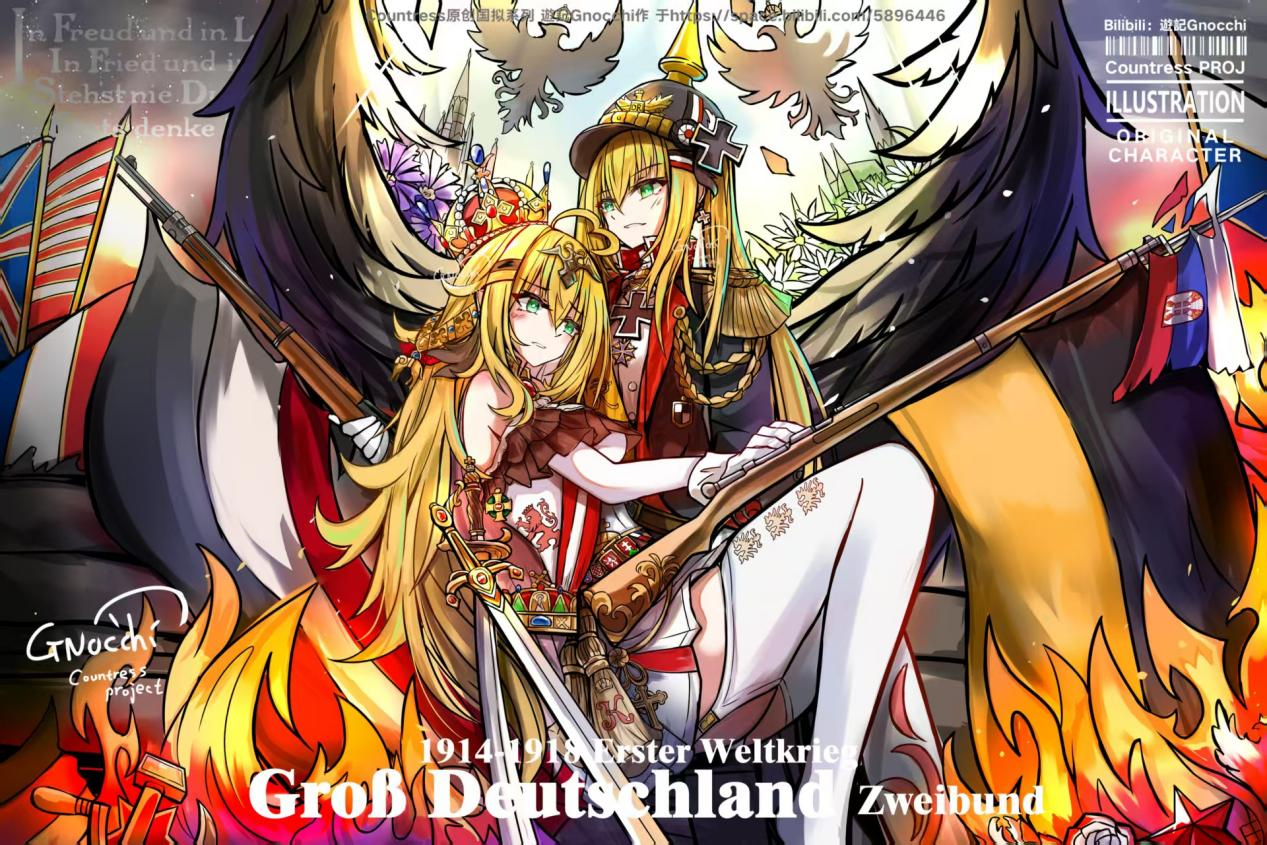 Countress原创国拟系列 遊記Gnocchi作 于https://space.bilibili.com/5896446
In Freud und in L
In Fried und i
Stehst nie D
denke
Bilibili：遊記Gnocchi
Countress PROJ
ILLUSTRATION
ORIGINAL
CHARACTER
GNocchi
Countress
project
K
1914-1918 Erster Weltkrieg
Groß Deutschland Zweibund